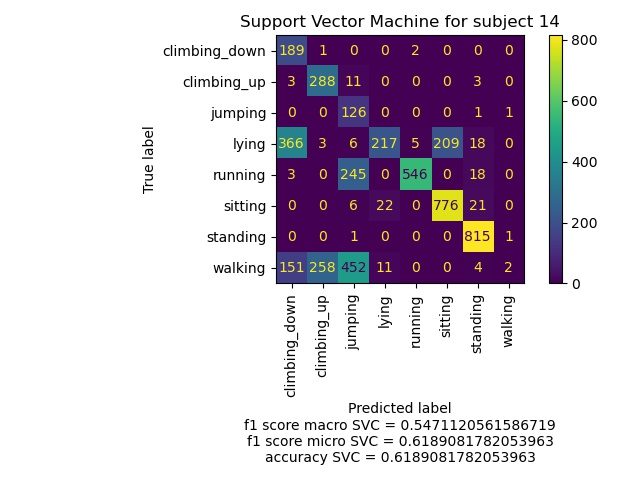 Support Vector Machine for subject 14
climbing_down 189 1 0 0 2 0 0 0
climbing_up 3 288 11 0 0 0 3 0
jumping 0 0 126 0 0 0 1 1
lying 366 3 6 217 5 209 18 0
running 3 0 245 0 546 0 18 0
sitting 0 0 6 22 0 776 21 0
standing 0 0 1 0 0 0 815 1
walking 151 258 452 11 0 0 4 2
True label
climbing_down climbing_up jumping lying running sitting standing walking
Predicted label
800
600
400
200
0
f1 score macro SVC = 0.5471120561586719
f1 score micro SVC = 0.6189081782053963
accuracy SVC = 0.6189081782053963